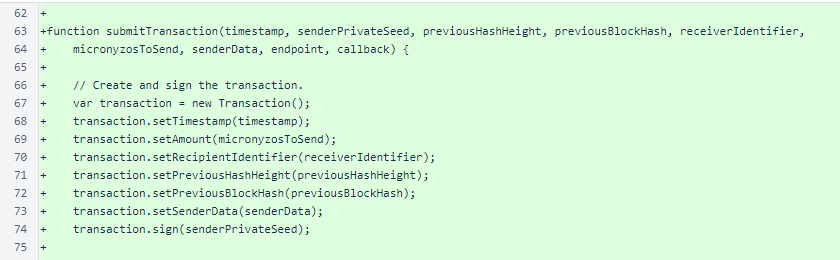 62 +
63 +function submitTransaction(timestamp, senderPrivateSeed, previousHashHeight, previousBlockHash, receiverIdentifier,
64 +    micronyzosToSend, senderData, endpoint, callback) {
65 +
66 +    // Create and sign the transaction.
67 +    var transaction = new Transaction();
68 +    transaction.setTimestamp(timestamp);
69 +    transaction.setAmount(micronyzosToSend);
70 +    transaction.setRecipientIdentifier(receiverIdentifier);
71 +    transaction.setPreviousHashHeight(previousHashHeight);
72 +    transaction.setPreviousBlockHash(previousBlockHash);
73 +    transaction.setSenderData(senderData);
74 +    transaction.sign(senderPrivateSeed);
75 +